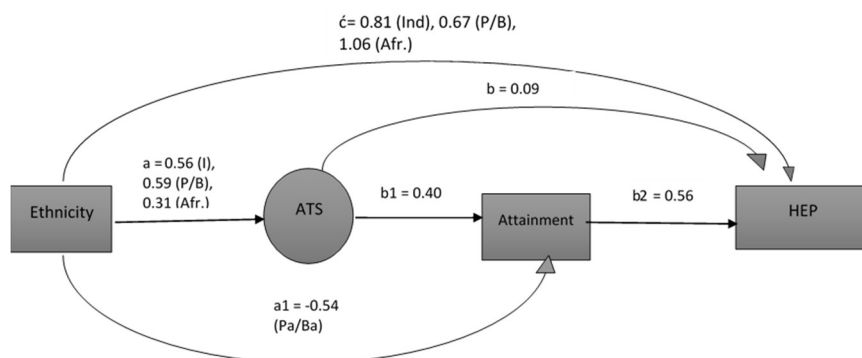 ć= 0.81 (Ind), 0.67 (P/B),
1.06 (Afr.)
b = 0.09
a = 0.56 (I),
0.59 (P/B),
0.31 (Afr.)
Ethnicity
ATS
b1 = 0.40
Attainment
b2 = 0.56
HEP
a1 = -0.54
(Pa/Ba)